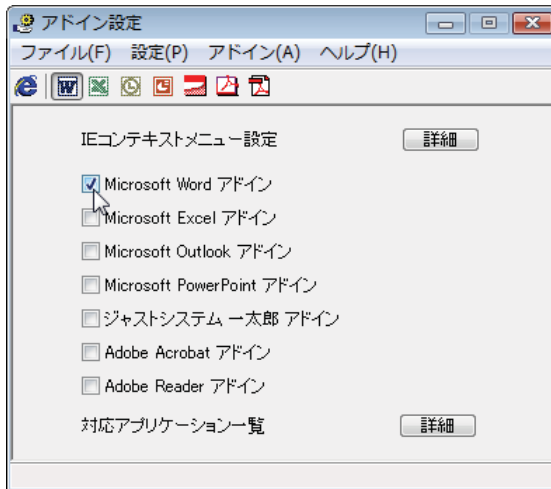 アドイン設定
ファイル(F) 設定(P) アドイン(A) ヘルプ(H)
IEコンテキストメニュー設定 詳細
Microsoft Word アドイン
Microsoft Excel アドイン
Microsoft Outlook アドイン
Microsoft PowerPoint アドイン
ジャストシステム 一太郎 アドイン
Adobe Acrobat アドイン
Adobe Reader アドイン
対応アプリケーション一覧 詳細